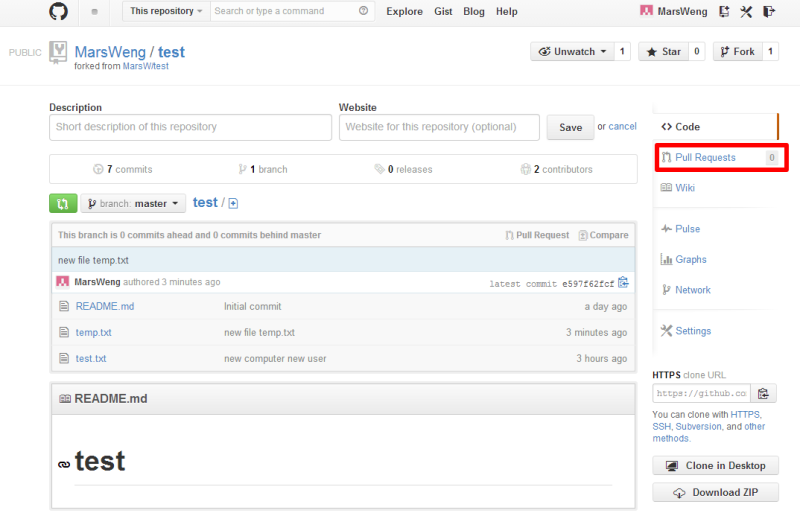 This repository Search or type a command Explore Gist Blog Help MarsWeng
PUBLIC MarsWeng / test Unwatch 1 Star 0 Fork 1
forked from MarsW/test
Description Website
Short description of this repository Website for this repository (optional) Save or cancel
7 commits 1 branch 0 releases 2 contributors
branch: master test /
This branch is 0 commits ahead and 0 commits behind master Pull Request Compare
new file temp.txt
MarsWeng authored 3 minutes ago latest commit e597f62fcf
README.md Initial commit a day ago
temp.txt new file temp.txt 3 minutes ago
test.txt new computer new user 3 hours ago
README.md
test
Code
Pull Requests 0
Wiki
Pulse
Graphs
Network
Settings
HTTPS clone URL
https://github.co
You can clone with HTTPS,
SSH, Subversion, and other
methods.
Clone in Desktop
Download ZIP